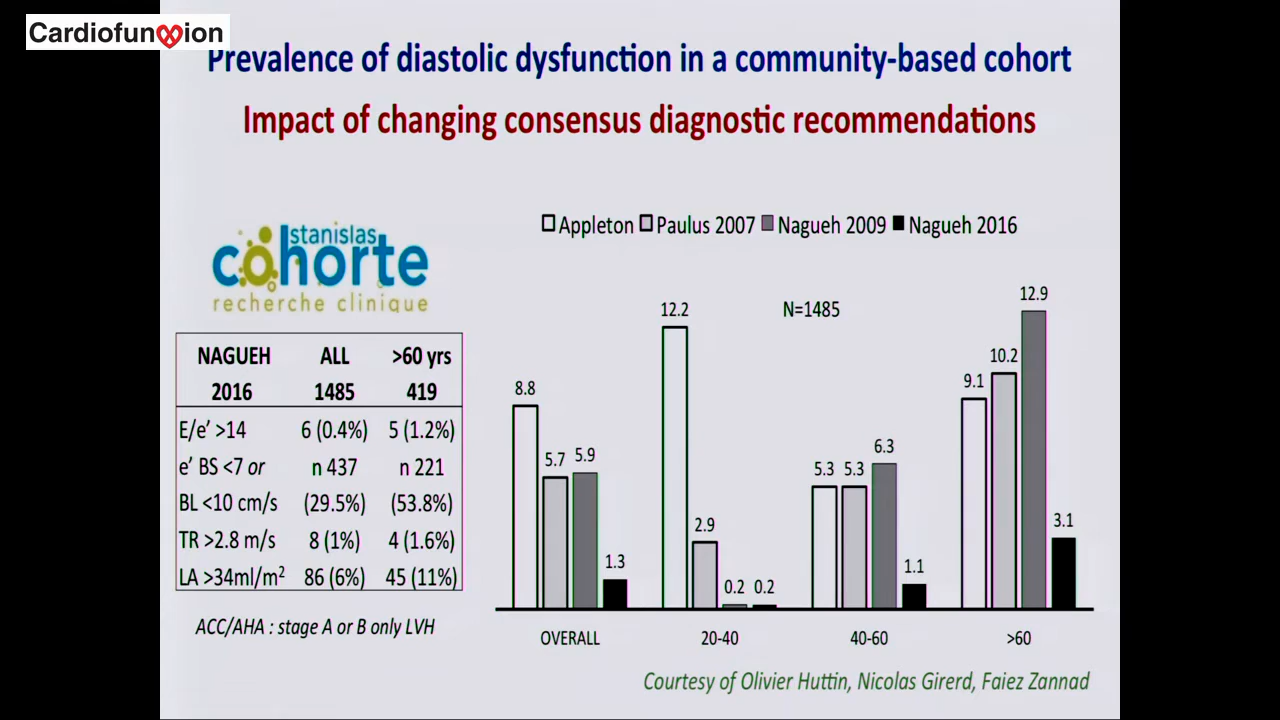 Cardiofunxion
Prevalence of diastolic dysfunction in a community-based cohort
Impact of changing consensus diagnostic recommendations
Appleton Paulus 2007 Nagueh 2009 Nagueh 2016
stanislas
cohorte
recherche clinique
N=1485
NAGUEH ALL >60 yrs
2016 1485 419
E/e’ >14 6 (0.4%) 5 (1.2%)
e’ BS <7 or n 437 n 221
BL <10 cm/s (29.5%) (53.8%)
TR >2.8 m/s 8 (1%) 4 (1.6%)
LA >34ml/m² 86 (6%) 45 (11%)
ACC/AHA : stage A or B only LVH
8.8 5.7 5.9 1.3
12.2 2.9 0.2 0.2
5.3 5.3 6.3 1.1
9.1 10.2 12.9 3.1
OVERALL 20-40 40-60 >60
Courtesy of Olivier Huttin, Nicolas Girerd, Faiez Zannad